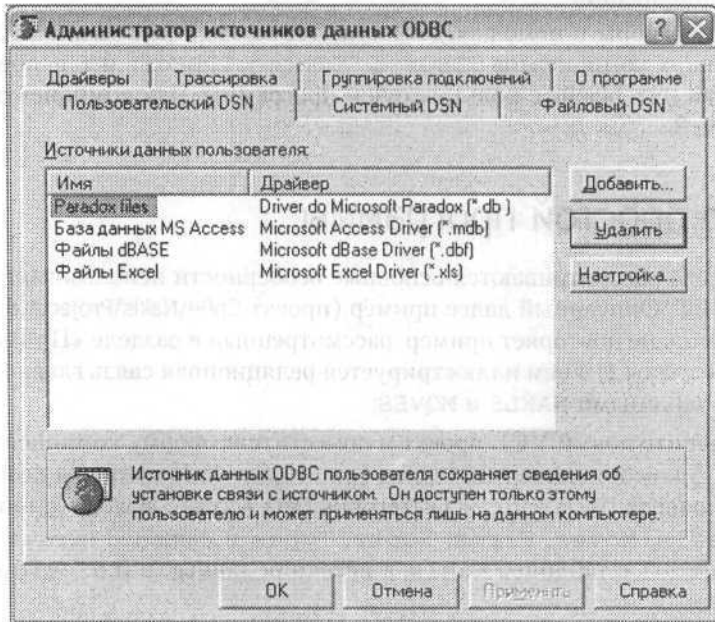 Администратор источников данных ODBC
Драйверы Трассировка Группировка подключений О программе
Пользовательский DSN Системный DSN Файловый DSN
Источники данных пользователя:
Имя Драйвер
Paradox files Driver do Microsoft Paradox (*.db )
База данных MS Access Microsoft Access Driver (*.mdb)
Файлы dBASE Microsoft dBase Driver (*.dbf)
Файлы Excel Microsoft Excel Driver (*.xls)
Добавить...
Удалить
Настройка...
Источник данных ODBC пользователя сохраняет сведения об
установке связи с источником. Он доступен только этому
пользователю и может применяться лишь на данном компьютере.
OK Отмена Применить Справка